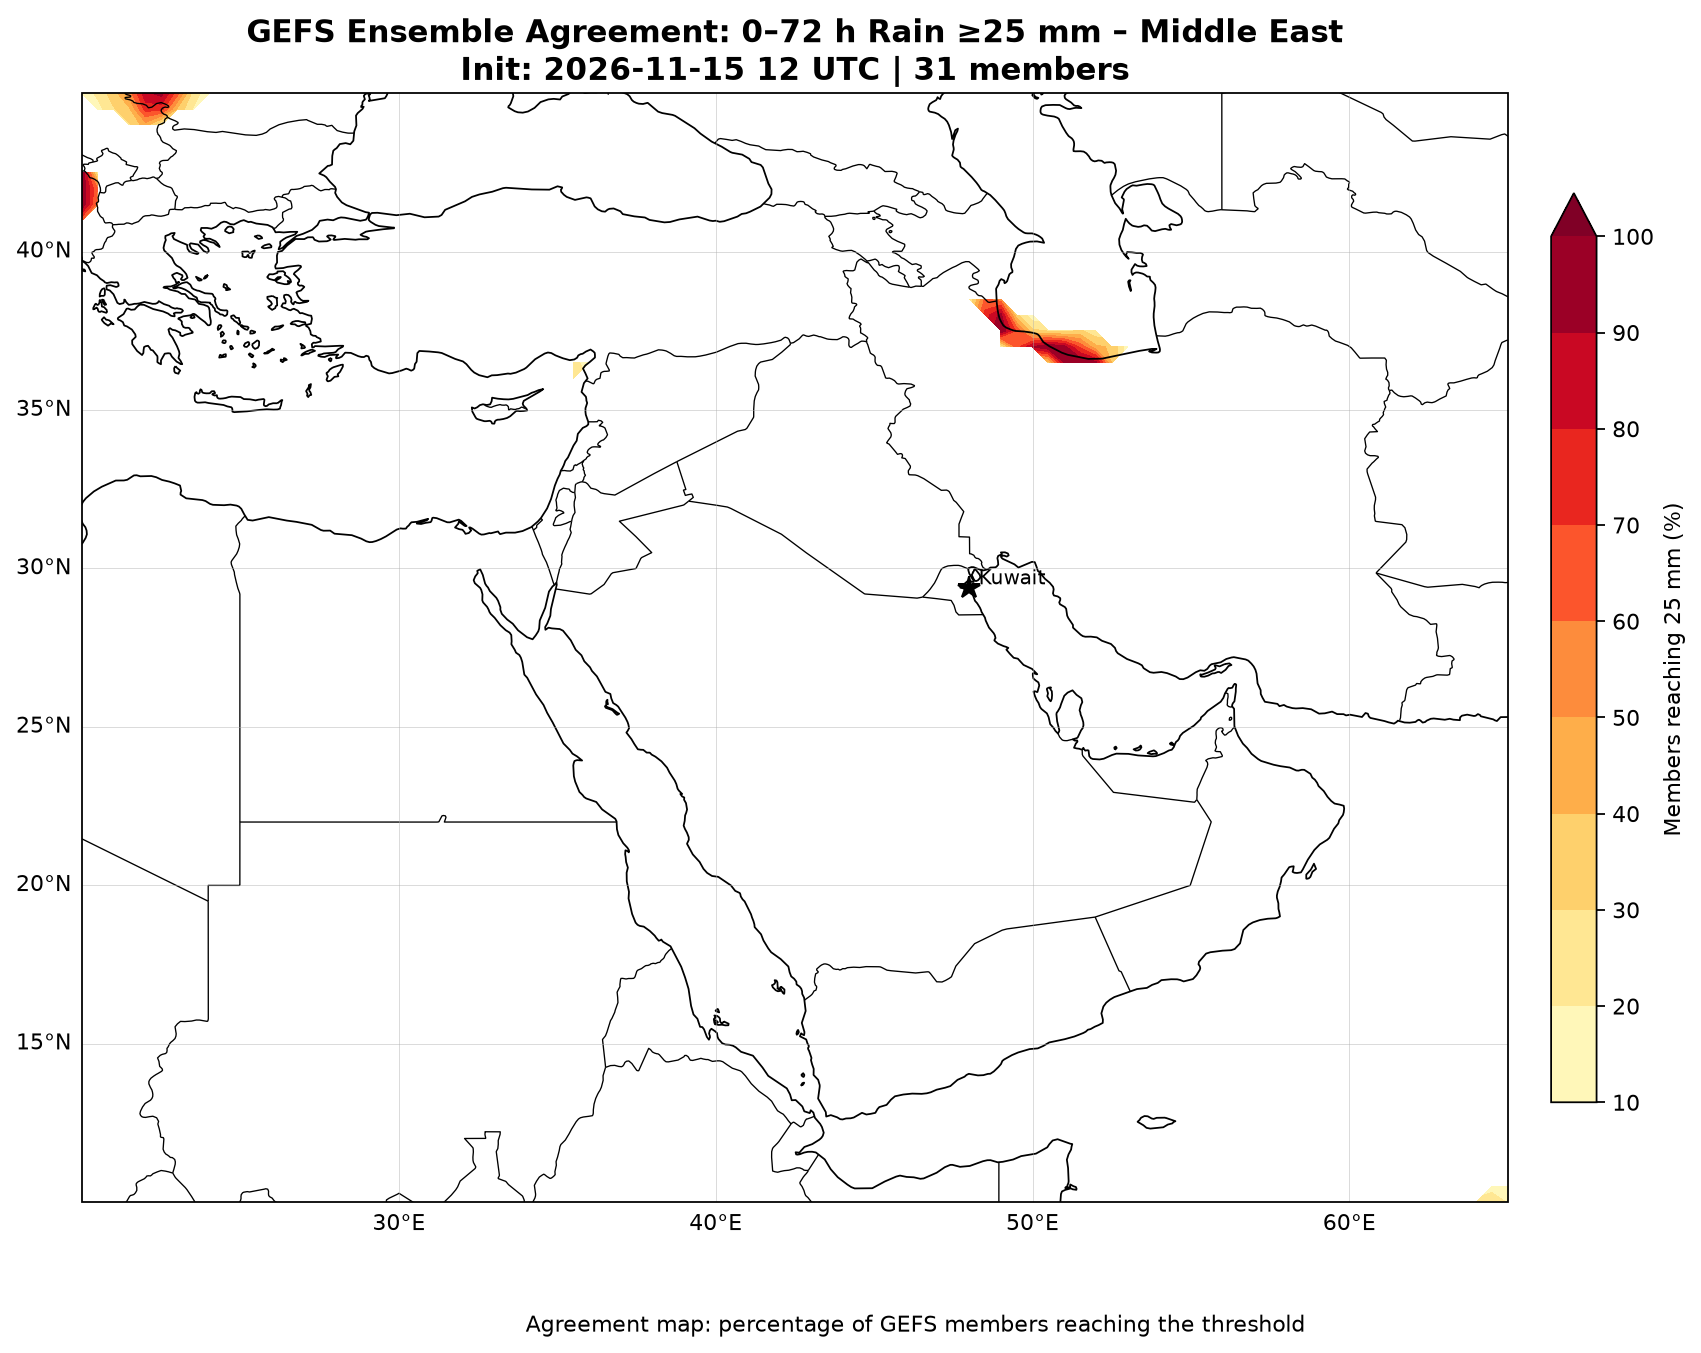 GEFS Ensemble Agreement: 0–72 h Rain ≥25 mm – Middle East
Init: 2026-11-15 12 UTC | 31 members
40°N
35°N
30°N
25°N
20°N
15°N
30°E
40°E
50°E
60°E
Kuwait
100
90
80
70
60
50
40
30
20
10
Members reaching 25 mm (%)
Agreement map: percentage of GEFS members reaching the threshold